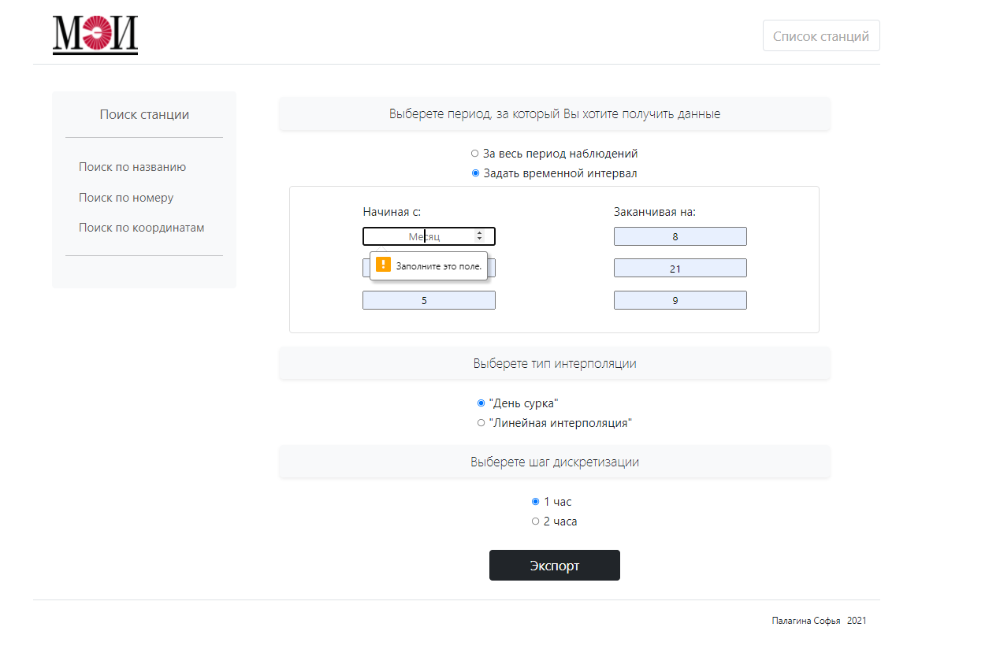 МЭИ
Список станций
Поиск станции
Поиск по названию
Поиск по номеру
Поиск по координатам
Выберете период, за который Вы хотите получить данные
За весь период наблюдений
Задать временной интервал
Начиная с:
Заканчивая на:
Месяц
8
Заполните это поле.
21
5
9
Выберете тип интерполяции
"День сурка"
"Линейная интерполяция"
Выберете шаг дискретизации
1 час
2 часа
Экспорт
Палагина Софья 2021